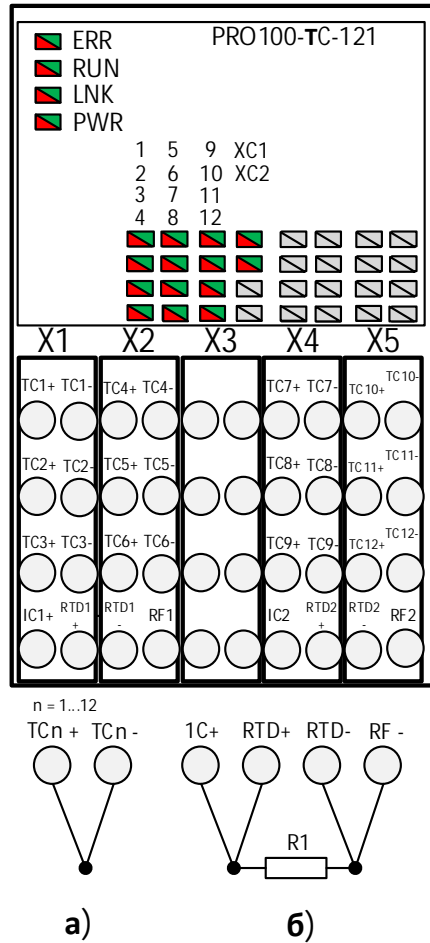 ERR PRO100-TC-121
RUN
LNK
PWR
1 5 9 XC1
2 6 10 XC2
3 7 11
4 8 12
X1 X2 X3 X4 X5
TC1+ TC1- TC4+ TC4- TC7+ TC7- TC10+ TC10-
TC2+ TC2- TC5+ TC5- TC8+ TC8- TC11+ TC11-
TC3+ TC3- TC6+ TC6- TC9+ TC9- TC12+ TC12-
IC1+ RTD1 + RTD1 - RF1 IC2 RTD2 + RTD2 - RF2
n = 1...12
TCn + TCn - 1C+ RTD+ RTD- RF -
R1
а) б)